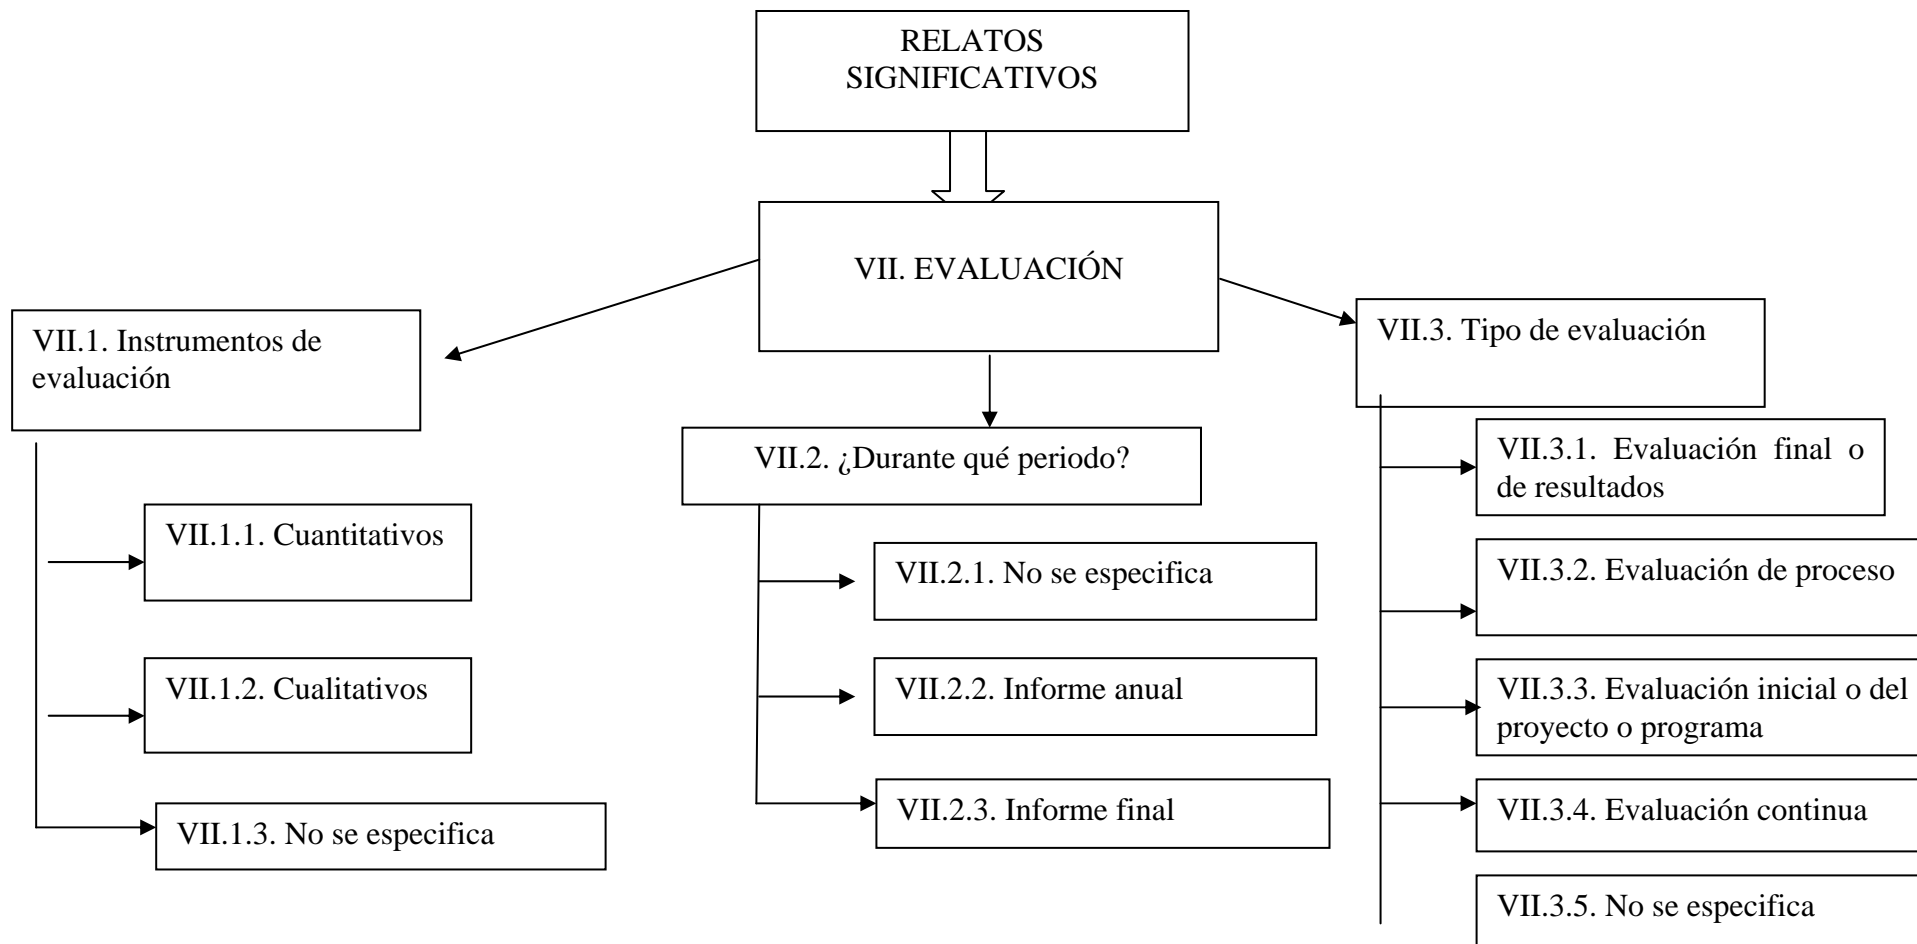 RELATOS
SIGNIFICATIVOS
VII. EVALUACIÓN
VII.1. Instrumentos de
evaluación
VII.1.1. Cuantitativos
VII.1.2. Cualitativos
VII.1.3. No se especifica
VII.2. ¿Durante qué periodo?
VII.2.1. No se especifica
VII.2.2. Informe anual
VII.2.3. Informe final
VII.3. Tipo de evaluación
VII.3.1. Evaluación final o
de resultados
VII.3.2. Evaluación de proceso
VII.3.3. Evaluación inicial o del
proyecto o programa
VII.3.4. Evaluación continua
VII.3.5. No se especifica